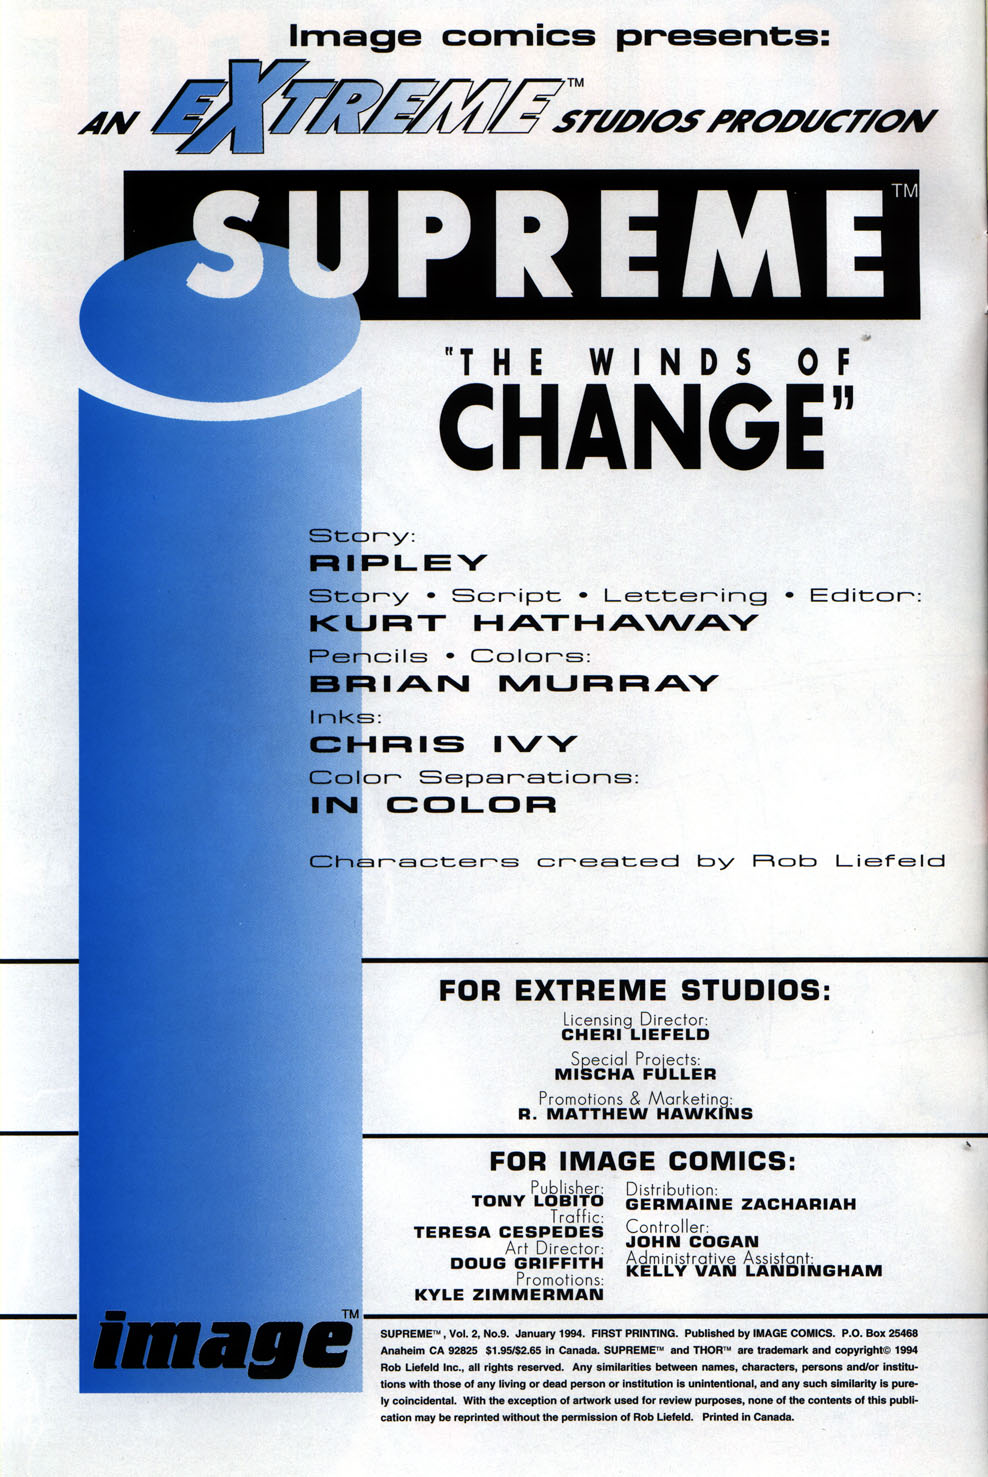 Image comics presents:
AN EXTREME™ STUDIOS PRODUCTION
SUPREME™
"THE WINDS OF
CHANGE"
Story:
RIPLEY
Story • Script • Lettering • Editor:
KURT HATHAWAY
Pencils • Colors:
BRIAN MURRAY
Inks:
CHRIS IVY
Color Separations:
IN COLOR
Characters created by Rob Liefeld
FOR EXTREME STUDIOS:
Licensing Director:
CHERI LIEFELD
Special Projects:
MISCHA FULLER
Promotions & Marketing:
R. MATTHEW HAWKINS
FOR IMAGE COMICS:
Publisher:
TONY LOBITO
Traffic:
TERESA CESPEDES
Art Director:
DOUG GRIFFITH
Promotions:
KYLE ZIMMERMAN
Distribution:
GERMAINE ZACHARIAH
Controller:
JOHN COGAN
Administrative Assistant:
KELLY VAN LANDINGHAM
image™
SUPREME™, Vol. 2, No.9. January 1994. FIRST PRINTING. Published by IMAGE COMICS. P.O. Box 25468
Anaheim CA 92825 $1.95/$2.65 in Canada. SUPREME™ and THOR™ are trademark and copyright© 1994
Rob Liefeld Inc., all rights reserved. Any similarities between names, characters, persons and/or institu-
tions with those of any living or dead person or institution is unintentional, and any such similarity is pure-
ly coincidental. With the exception of artwork used for review purposes, none of the contents of this publi-
cation may be reprinted without the permission of Rob Liefeld. Printed in Canada.